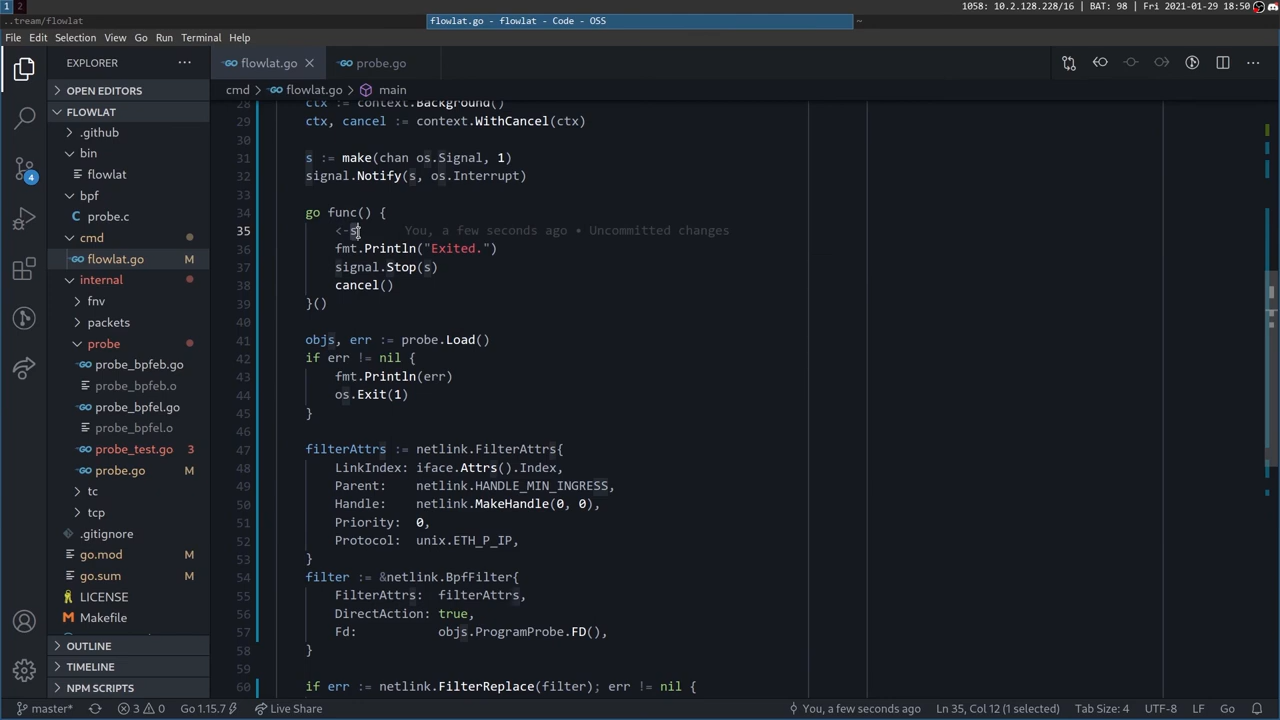 1 2 1058: 10.2.128.228/16 | BAT: 98 | Fri 2021-01-29 18:50
..tream/flowlat flowlat.go - flowlat - Code - OSS ~
File Edit Selection View Go Run Terminal Help
EXPLORER ··· flowlat.go probe.go ···
OPEN EDITORS cmd > flowlat.go > main
FLOWLAT
.github
bin
flowlat
bpf
probe.c
cmd
flowlat.go M
internal
fnv
packets
probe
probe_bpfeb.go
probe_bpfeb.o
probe_bpfel.go
probe_bpfel.o
probe_test.go 3
probe.go M
tc
tcp
.gitignore
go.mod M
go.sum M
LICENSE
Makefile
OUTLINE
TIMELINE
NPM SCRIPTS
4
28 ctx := context.Background()
29 ctx, cancel := context.WithCancel(ctx)
30
31 s := make(chan os.Signal, 1)
32 signal.Notify(s, os.Interrupt)
33
34 go func() {
35 <-s You, a few seconds ago • Uncommitted changes
36 fmt.Println("Exited.")
37 signal.Stop(s)
38 cancel()
39 }()
40
41 objs, err := probe.Load()
42 if err != nil {
43 fmt.Println(err)
44 os.Exit(1)
45 }
46
47 filterAttrs := netlink.FilterAttrs{
48 LinkIndex: iface.Attrs().Index,
49 Parent: netlink.HANDLE_MIN_INGRESS,
50 Handle: netlink.MakeHandle(0, 0),
51 Priority: 0,
52 Protocol: unix.ETH_P_IP,
53 }
54 filter := &netlink.BpfFilter{
55 FilterAttrs: filterAttrs,
56 DirectAction: true,
57 Fd: objs.ProgramProbe.FD(),
58 }
59
60 if err := netlink.FilterReplace(filter); err != nil {
master* 3 0 Go 1.15.7 Live Share You, a few seconds ago Ln 35, Col 12 (1 selected) Tab Size: 4 UTF-8 LF Go